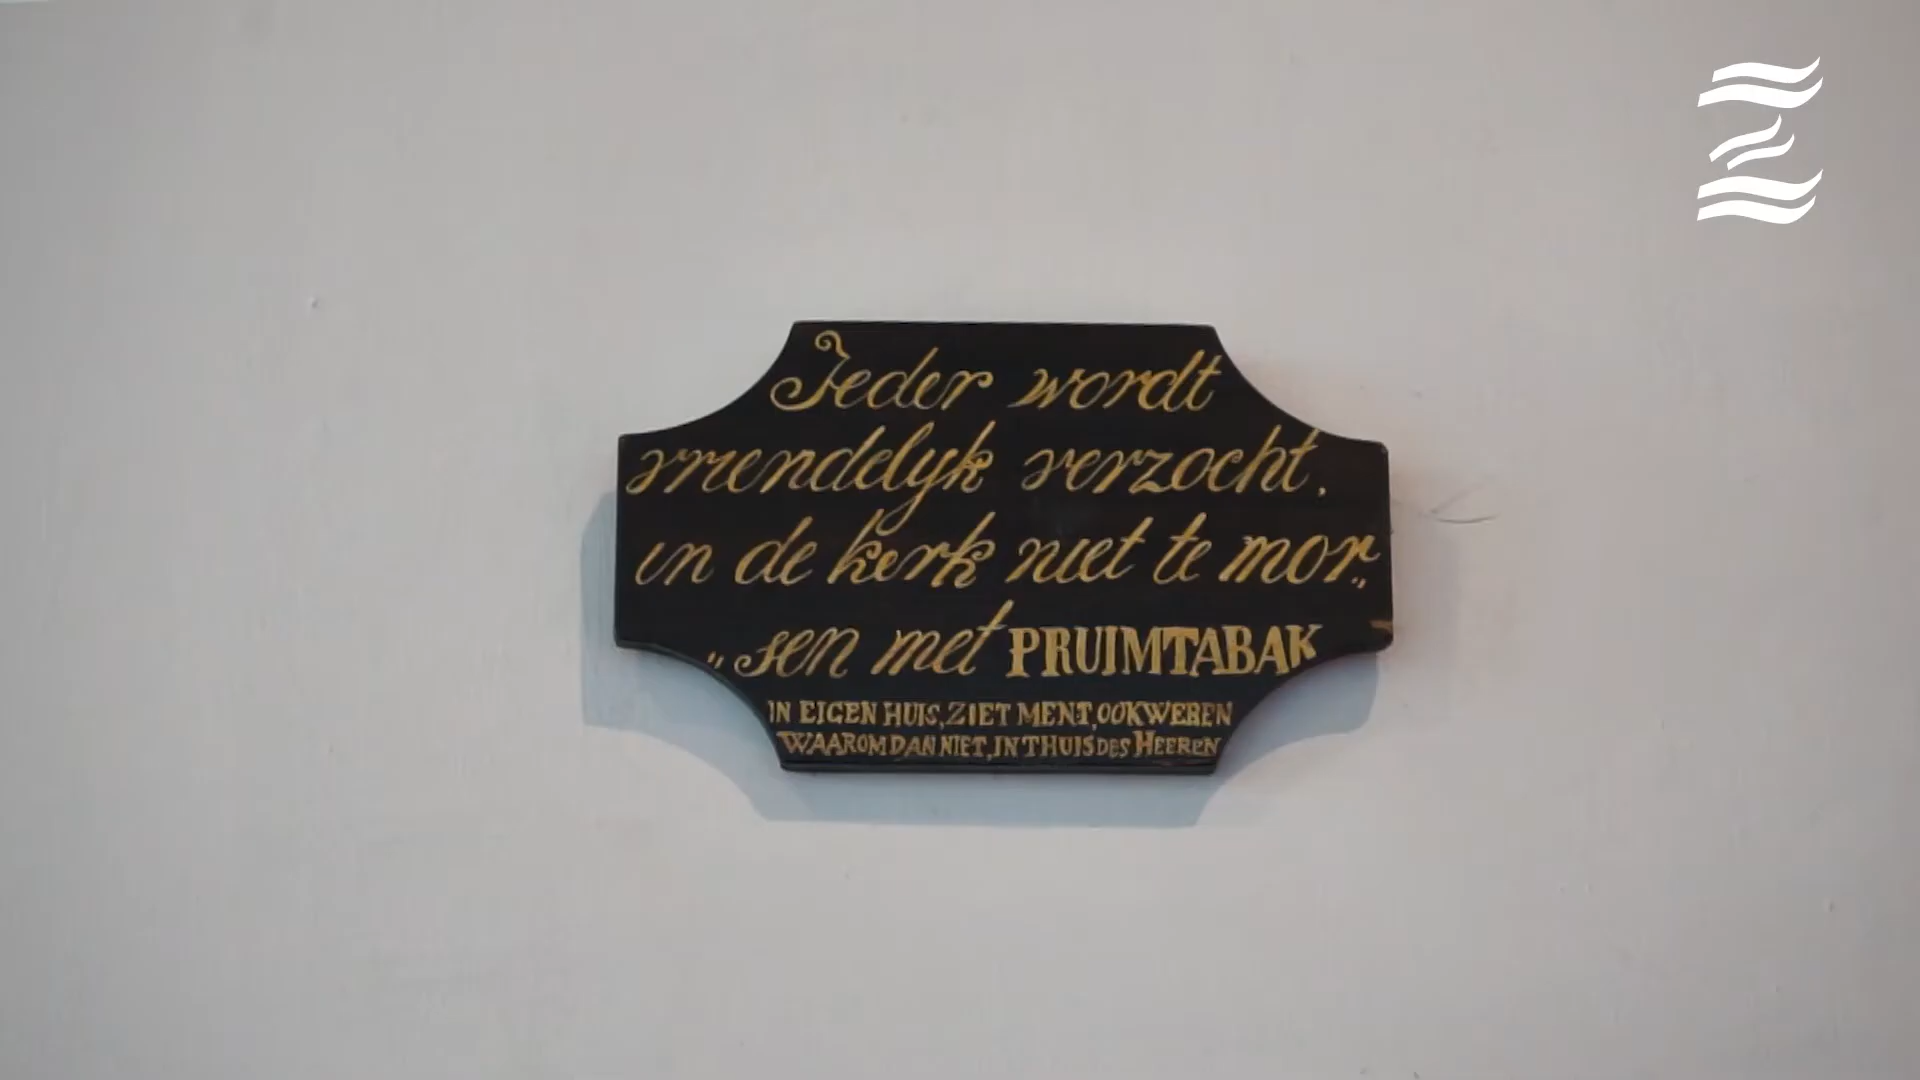 Ieder wordt
vriendelyk verzocht,
in de kerk niet te mor„
„sen met PRUIMTABAK
IN EIGEN HUIS, ZIET MEN'T, OOK WEREN
WAAROM DAN NIET, IN THUIS DES HEEREN